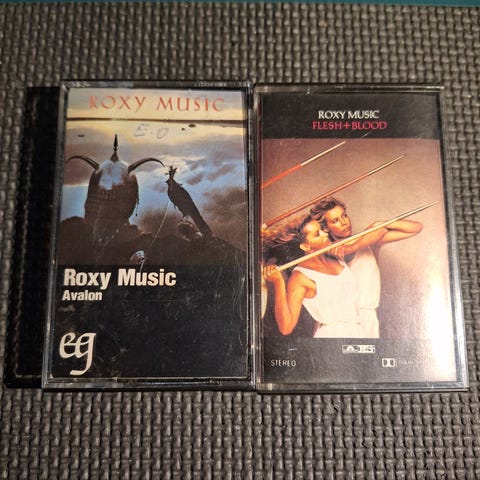 ROXY MUSIC
E.O
Roxy Music
Avalon
eg
ROXY MUSIC
FLESH+BLOOD
STEREO